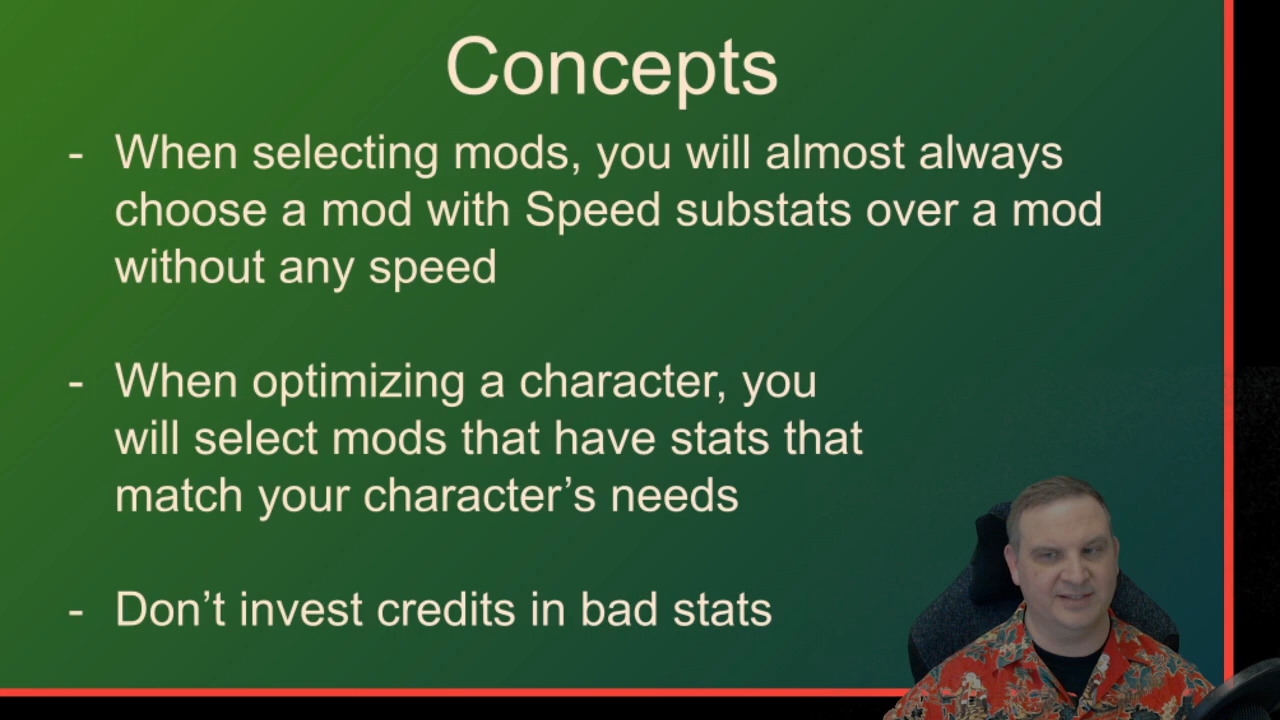 Concepts
- When selecting mods, you will almost always
choose a mod with Speed substats over a mod
without any speed
- When optimizing a character, you
will select mods that have stats that
match your character’s needs
- Don’t invest credits in bad stats